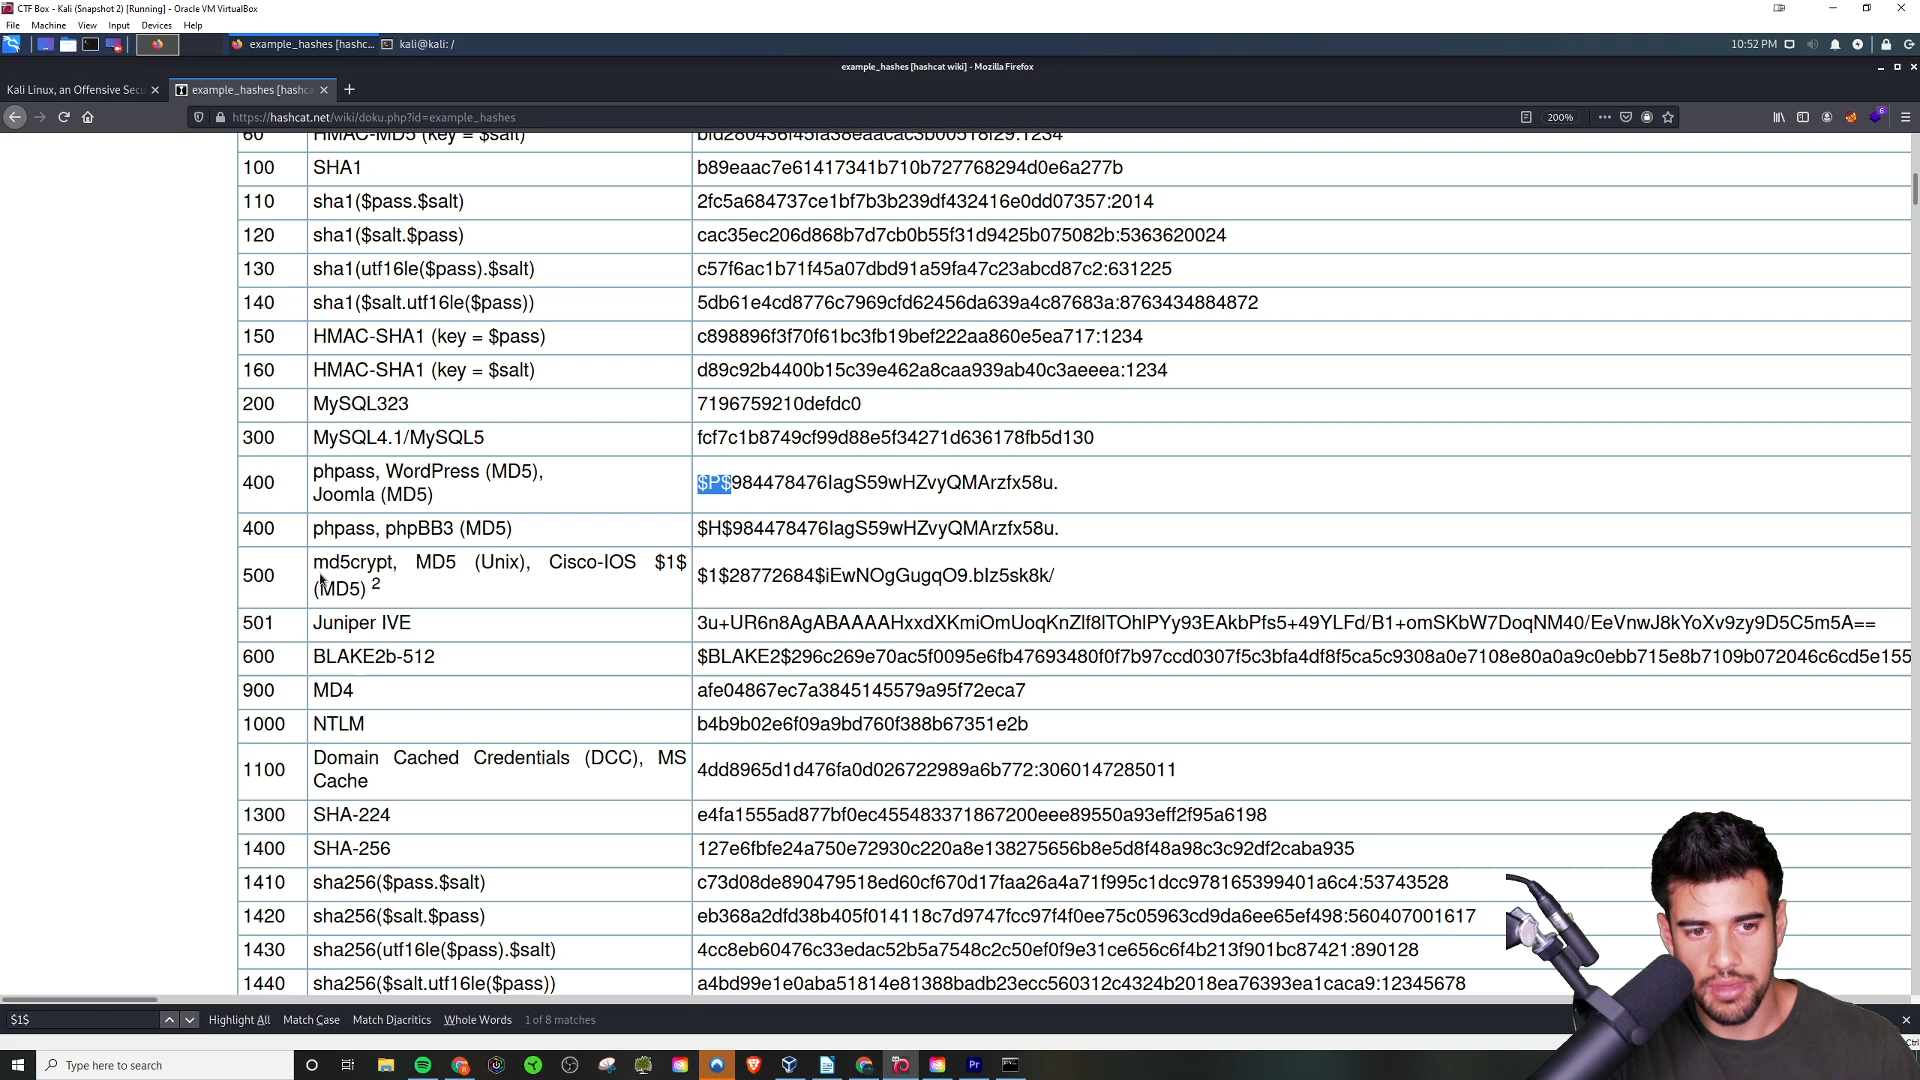 CTF Box - Kali (Snapshot 2) [Running] - Oracle VM VirtualBox
File Machine View Input Devices Help
example_hashes [hashc... kali@kali: / 10:52 PM
example_hashes [hashcat wiki] - Mozilla Firefox
Kali Linux, an Offensive Secu example_hashes [hashca
https://hashcat.net/wiki/doku.php?id=example_hashes 200%
60 HMAC-MD5 (key = $salt) bfd280436f45fa38eaacac3b00518f29:1234
100 SHA1 b89eaac7e61417341b710b727768294d0e6a277b
110 sha1($pass.$salt) 2fc5a684737ce1bf7b3b239df432416e0dd07357:2014
120 sha1($salt.$pass) cac35ec206d868b7d7cb0b55f31d9425b075082b:5363620024
130 sha1(utf16le($pass).$salt) c57f6ac1b71f45a07dbd91a59fa47c23abcd87c2:631225
140 sha1($salt.utf16le($pass)) 5db61e4cd8776c7969cfd62456da639a4c87683a:8763434884872
150 HMAC-SHA1 (key = $pass) c898896f3f70f61bc3fb19bef222aa860e5ea717:1234
160 HMAC-SHA1 (key = $salt) d89c92b4400b15c39e462a8caa939ab40c3aeeea:1234
200 MySQL323 7196759210defdc0
300 MySQL4.1/MySQL5 fcf7c1b8749cf99d88e5f34271d636178fb5d130
400 phpass, WordPress (MD5), Joomla (MD5) $P$984478476IagS59wHZvyQMArzfx58u.
400 phpass, phpBB3 (MD5) $H$984478476IagS59wHZvyQMArzfx58u.
500 md5crypt, MD5 (Unix), Cisco-IOS $1$ (MD5) 2 $1$28772684$iEwNOgGugqO9.bIz5sk8k/
501 Juniper IVE 3u+UR6n8AgABAAAAHxxdXKmiOmUoqKnZlf8lTOhlPYy93EAkbPfs5+49YLFd/B1+omSKbW7DoqNM40/EeVnwJ8kYoXv9zy9D5C5m5A==
600 BLAKE2b-512 $BLAKE2$296c269e70ac5f0095e6fb47693480f0f7b97ccd0307f5c3bfa4df8f5ca5c9308a0e7108e80a0a9c0ebb715e8b7109b072046c6cd5e155
900 MD4 afe04867ec7a3845145579a95f72eca7
1000 NTLM b4b9b02e6f09a9bd760f388b67351e2b
1100 Domain Cached Credentials (DCC), MS Cache 4dd8965d1d476fa0d026722989a6b772:3060147285011
1300 SHA-224 e4fa1555ad877bf0ec455483371867200eee89550a93eff2f95a6198
1400 SHA-256 127e6fbfe24a750e72930c220a8e138275656b8e5d8f48a98c3c92df2caba935
1410 sha256($pass.$salt) c73d08de890479518ed60cf670d17faa26a4a71f995c1dcc978165399401a6c4:53743528
1420 sha256($salt.$pass) eb368a2dfd38b405f014118c7d9747fcc97f4f0ee75c05963cd9da6ee65ef498:560407001617
1430 sha256(utf16le($pass).$salt) 4cc8eb60476c33edac52b5a7548c2c50ef0f9e31ce656c6f4b213f901bc87421:890128
1440 sha256($salt.utf16le($pass)) a4bd99e1e0aba51814e81388badb23ecc560312c4324b2018ea76393ea1caca9:12345678
$1$ Highlight All Match Case Match Diacritics Whole Words 1 of 8 matches
Ctrl
Type here to search